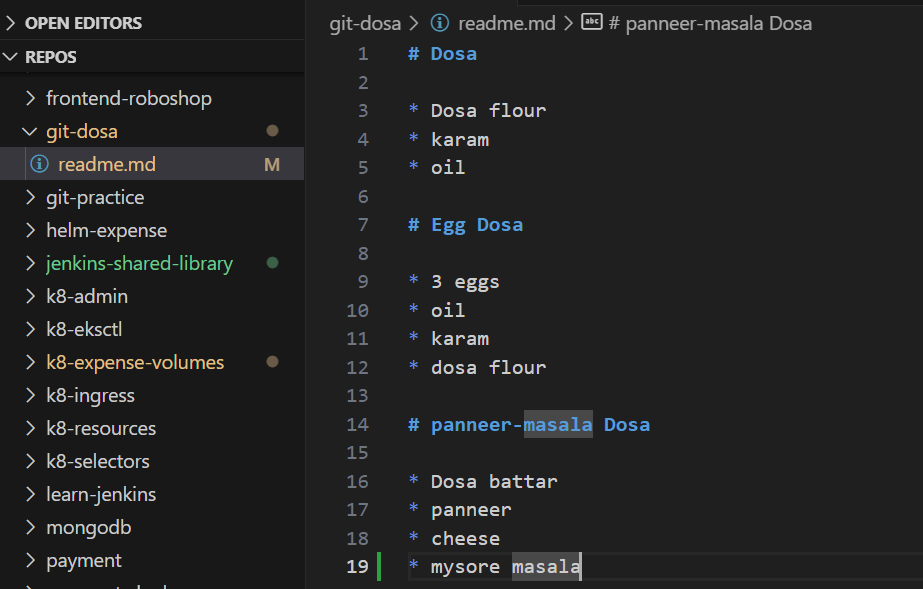 OPEN EDITORS
REPOS
frontend-roboshop
git-dosa
readme.md M
git-practice
helm-expense
jenkins-shared-library
k8-admin
k8-eksctl
k8-expense-volumes
k8-ingress
k8-resources
k8-selectors
learn-jenkins
mongodb
payment
git-dosa > readme.md > abc # panneer-masala Dosa
1 # Dosa
2
3 * Dosa flour
4 * karam
5 * oil
6
7 # Egg Dosa
8
9 * 3 eggs
10 * oil
11 * karam
12 * dosa flour
13
14 # panneer-masala Dosa
15
16 * Dosa battar
17 * panneer
18 * cheese
19 * mysore masala